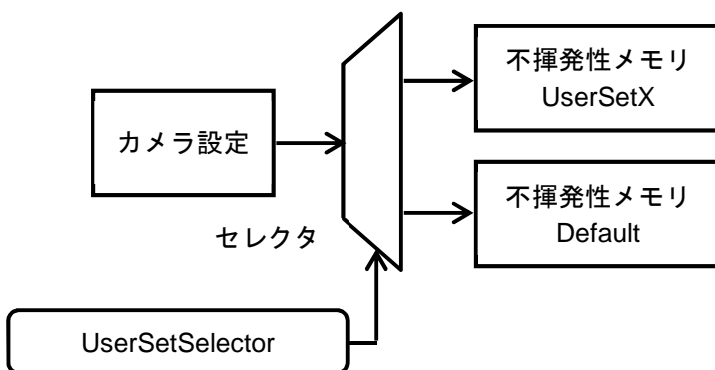 不揮発性メモリ
UserSetX
カメラ設定
不揮発性メモリ
Default
セレクタ
UserSetSelector